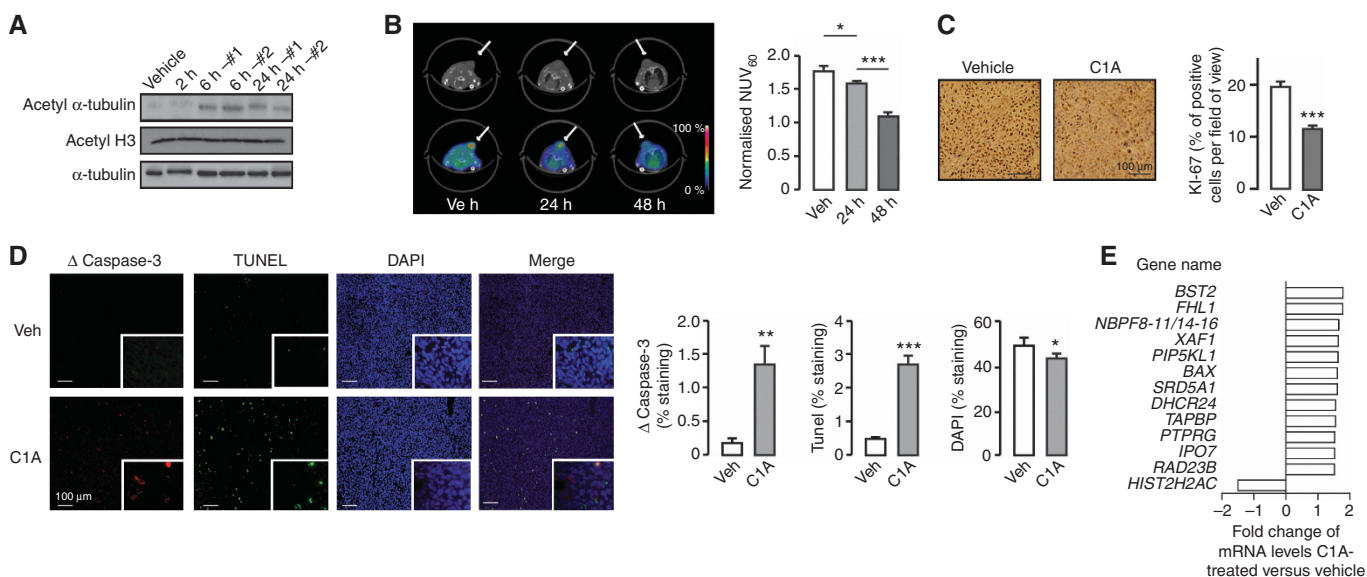 A
Vehicle
2 h
6 h –#1
6 h –#2
24 h –#1
24 h –#2
Acetyl α-tubulin
Acetyl H3
α-tubulin
B
100 %
0 %
Ve h
24 h
48 h
Normalised NUV60
2.0
1.5
1.0
0.5
0
*
***
Veh
24 h
48 h
C
Vehicle
C1A
100 µm
KI-67 (% of positive
cells per field of view)
20
10
0
***
Veh
C1A
D
Δ Caspase-3
TUNEL
DAPI
Merge
Veh
C1A
100 µm
Δ Caspase-3
(% staining)
2.0
1.5
1.0
0.5
0
**
Veh
C1A
Tunel (% staining)
4
3
2
1
0
***
Veh
C1A
DAPI (% staining)
60
40
20
0
*
Veh
C1A
E
Gene name
BST2
FHL1
NBPF8-11/14-16
XAF1
PIP5KL1
BAX
SRD5A1
DHCR24
TAPBP
PTPRG
IPO7
RAD23B
HIST2H2AC
–2 –1 0 1 2
Fold change of
mRNA levels C1A-
treated versus vehicle